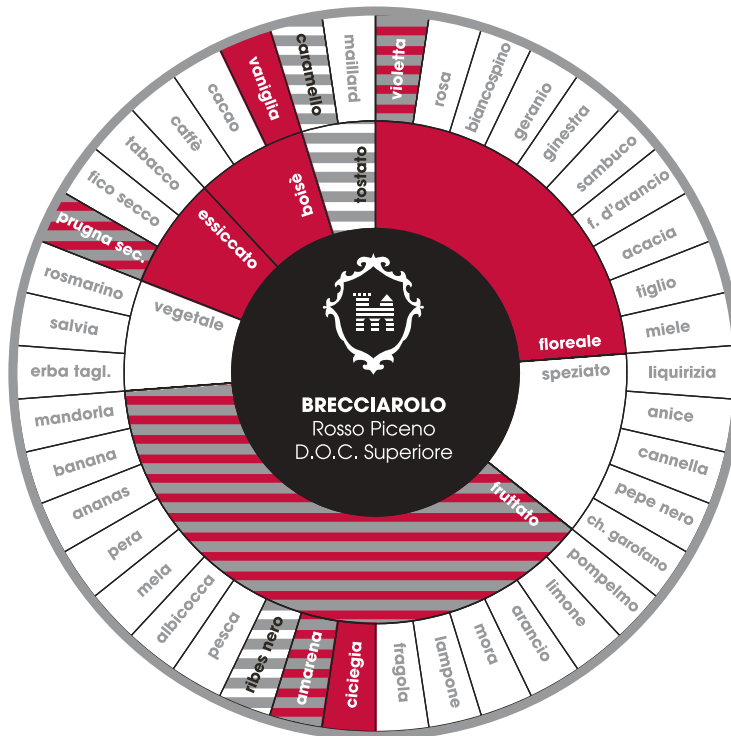 BRECCIAROLO
Rosso Piceno
D.O.C. Superiore
tostato
floreale
speziato
fruttato
vegetale
essiccato
boisè
violetta
rosa
biancospino
geranio
ginestra
sambuco
f. d'arancio
acacia
tiglio
miele
liquirizia
anice
cannella
pepe nero
ch. garofano
pompelmo
limone
arancio
mora
lampone
fragola
ciciegia
amarena
ribes nero
pesca
albicocca
mela
pera
ananas
banana
mandorla
erba tagl.
salvia
rosmarino
prugna sec.
fico secco
tabacco
caffè
cacao
vaniglia
caramello
maillard